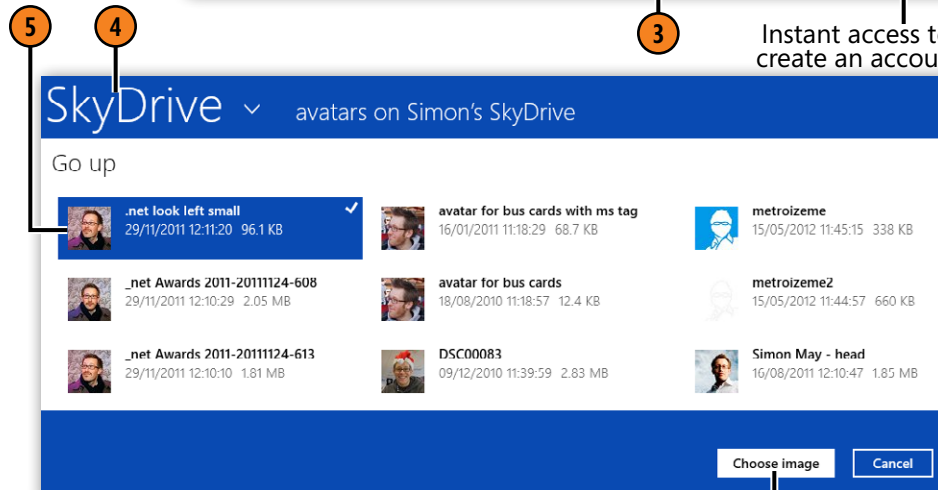 5
4
3
Instant access
create an accou
SkyDrive avatars on Simon's SkyDrive
Go up
.net look left small
29/11/2011 12:11:20 96.1 KB
avatar for bus cards with ms tag
16/01/2011 11:18:29 68.7 KB
metroizeme
15/05/2012 11:45:15 338 KB
_net Awards 2011-20111124-608
29/11/2011 12:10:29 2.05 MB
avatar for bus cards
18/08/2010 11:18:57 12.4 KB
metroizeme2
15/05/2012 11:44:57 660 KB
_net Awards 2011-20111124-613
29/11/2011 12:10:10 1.81 MB
DSC00083
09/12/2010 11:39:59 2.83 MB
Simon May - head
16/08/2011 12:10:47 1.85 MB
Choose image
Cancel